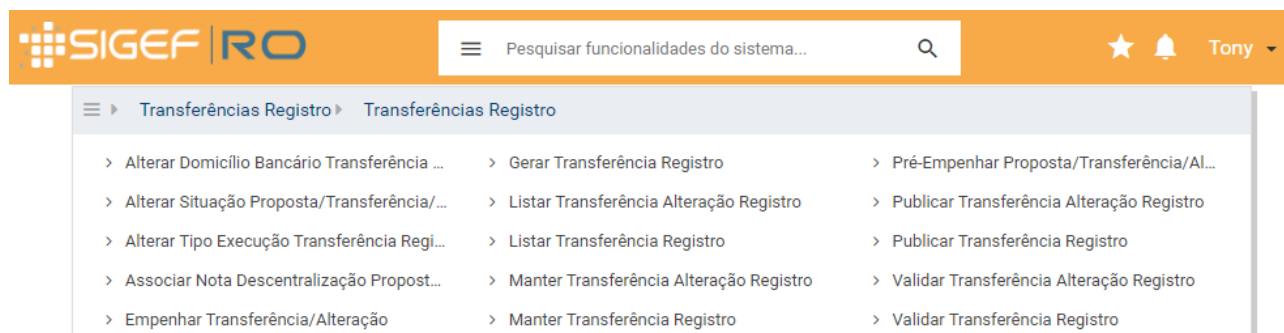 SIGEF|RO
Pesquisar funcionalidades do sistema...
Tony
Transferências Registro
Transferências Registro
Alterar Domicílio Bancário Transferência ...
Alterar Situação Proposta/Transferência/...
Alterar Tipo Execução Transferência Regi...
Associar Nota Descentralização Propost...
Empenhar Transferência/Alteração
Gerar Transferência Registro
Listar Transferência Alteração Registro
Listar Transferência Registro
Manter Transferência Alteração Registro
Manter Transferência Registro
Pré-Empenhar Proposta/Transferência/Al...
Publicar Transferência Alteração Registro
Publicar Transferência Registro
Validar Transferência Alteração Registro
Validar Transferência Registro